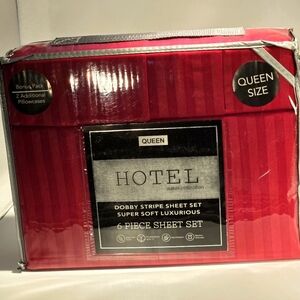 Bonus Pack
2 Additional
Pillowcases
QUEEN
SIZE
QUEEN
HOTEL
DOBBY STRIPE SHEET SET
SUPER SOFT LUXURIOUS
6 PIECE SHEET SET